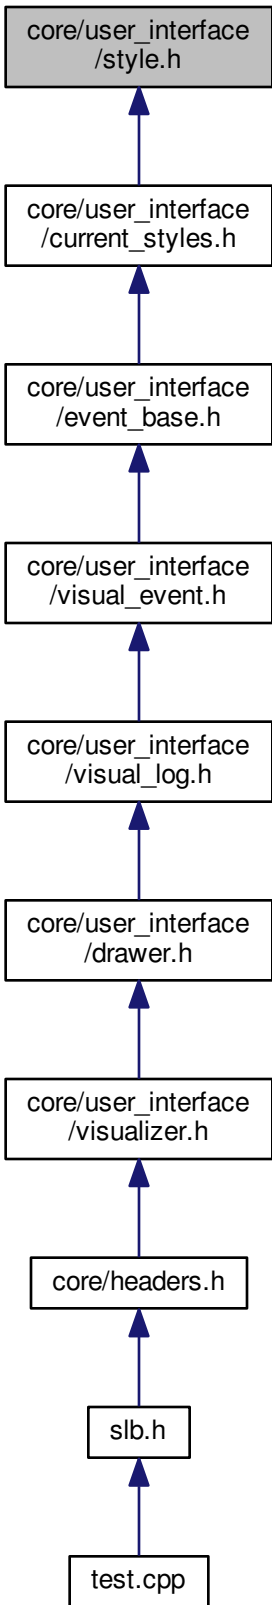 core/user_interface
/style.h
core/user_interface
/current_styles.h
core/user_interface
/event_base.h
core/user_interface
/visual_event.h
core/user_interface
/visual_log.h
core/user_interface
/drawer.h
core/user_interface
/visualizer.h
core/headers.h
slb.h
test.cpp